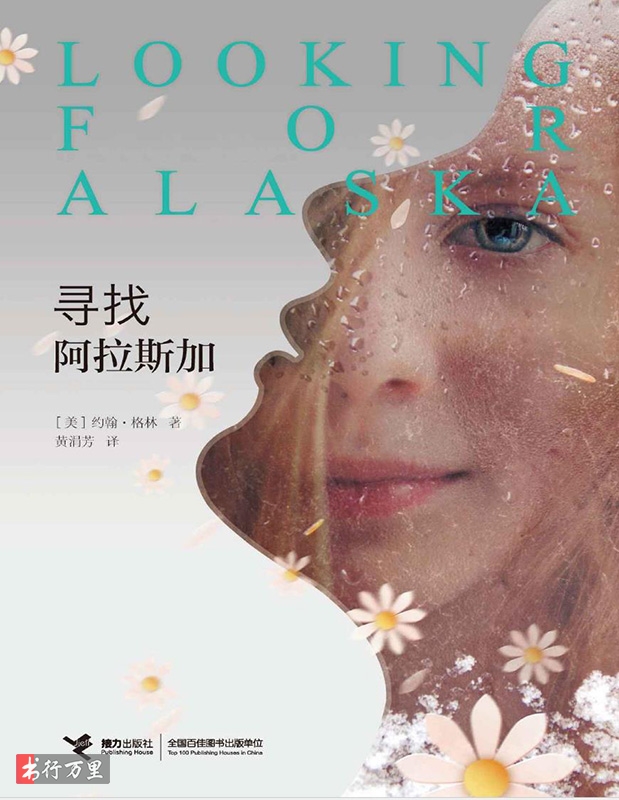 LOOKING
FOR
ALASKA
寻找
阿拉斯加
［美］约翰·格林 著
黄涓芳 译
接力出版社
Publishing House
全国百佳图书出版单位
Top 100 Publishing Houses in China
书行万里